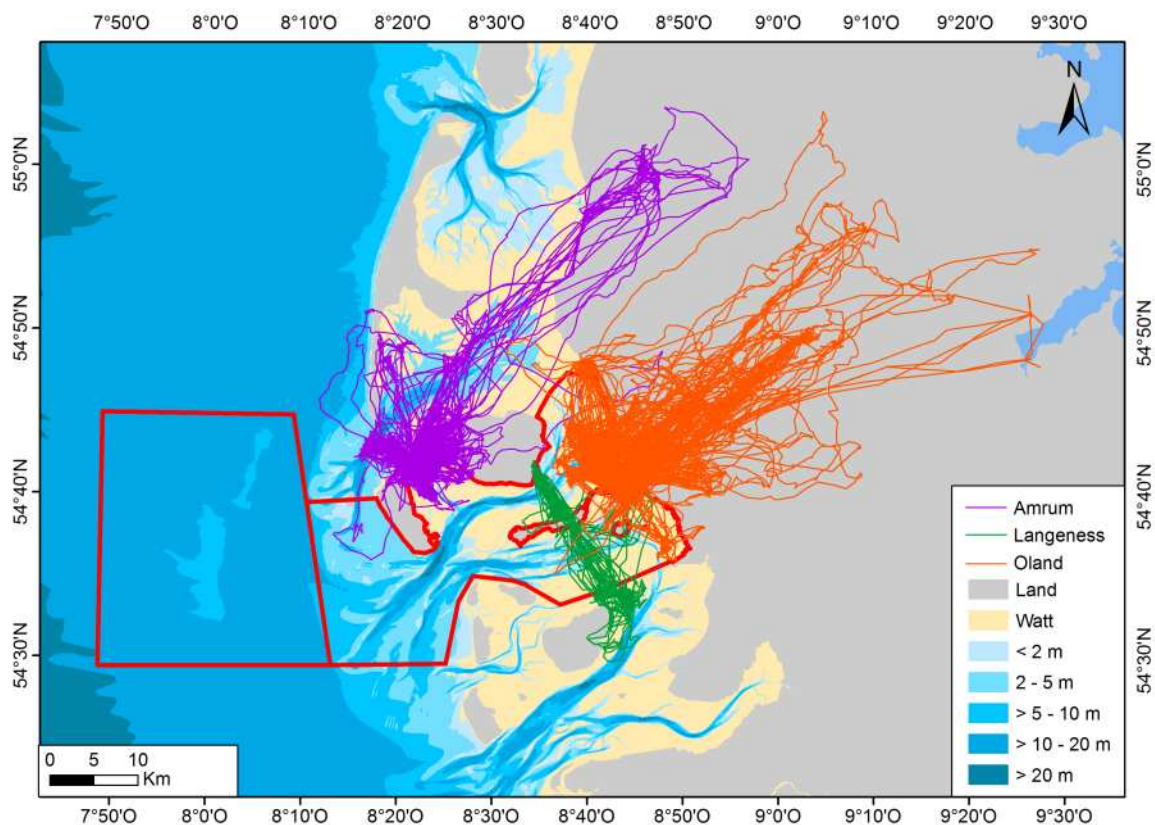 7°50'O 8°0'O 8°10'O 8°20'O 8°30'O 8°40'O 8°50'O 9°0'O 9°10'O 9°20'O 9°30'O
N
55°0'N 55°0'N
54°50'N 54°50'N
54°40'N 54°40'N
54°30'N 54°30'N
Amrum
Langeness
Oland
Land
Watt
< 2 m
2 - 5 m
> 5 - 10 m
> 10 - 20 m
> 20 m
0 5 10
Km
7°50'O 8°0'O 8°10'O 8°20'O 8°30'O 8°40'O 8°50'O 9°0'O 9°10'O 9°20'O 9°30'O